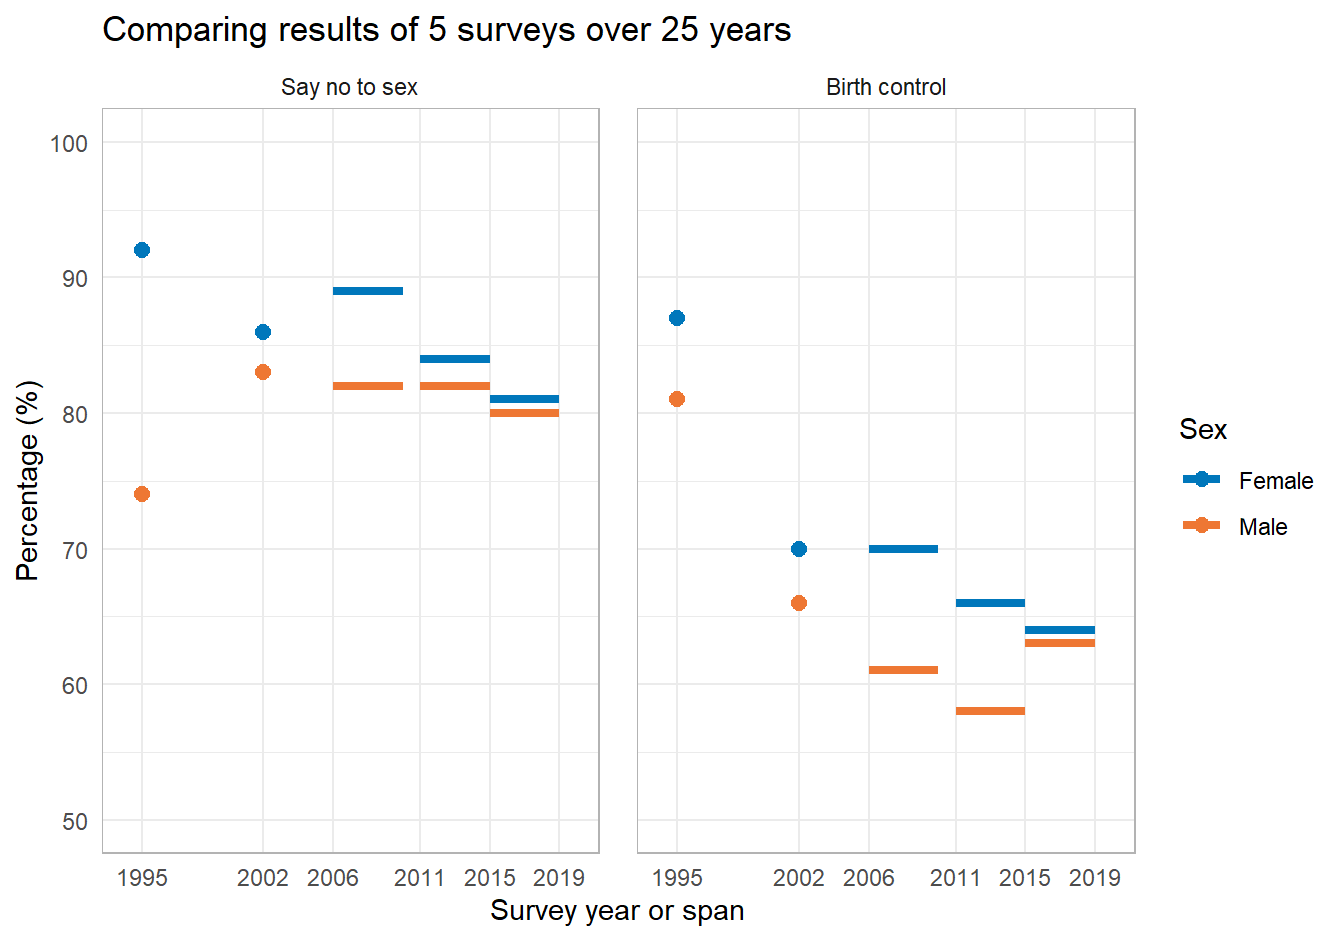 Comparing results of 5 surveys over 25 years
Say no to sex
Birth control
100
90
80
70
60
50
Percentage (%)
1995 2002 2006 2011 2015 2019
1995 2002 2006 2011 2015 2019
Survey year or span
Sex
Female
Male